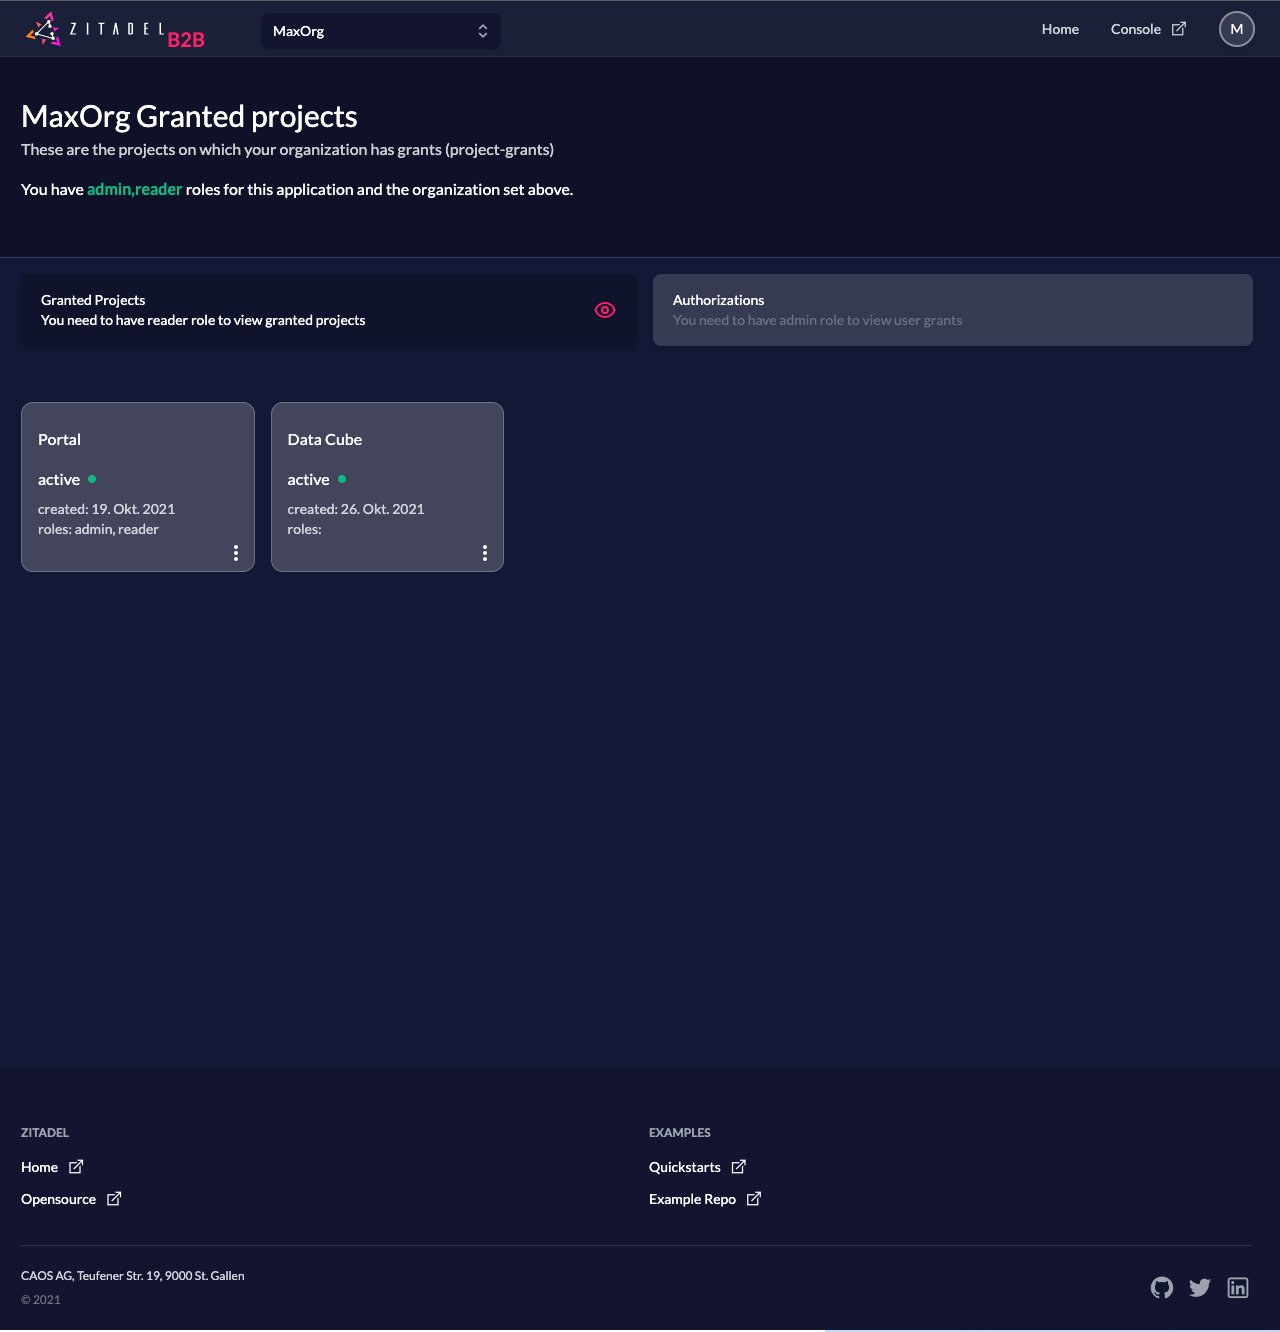 ZITADEL B2B
MaxOrg
Home
Console
M
MaxOrg Granted projects
These are the projects on which your organization has grants (project-grants)
You have admin,reader roles for this application and the organization set above.
Granted Projects
You need to have reader role to view granted projects
Authorizations
You need to have admin role to view user grants
Portal
active
created: 19. Okt. 2021
roles: admin, reader
Data Cube
active
created: 26. Okt. 2021
roles:
ZITADEL
Home
Opensource
EXAMPLES
Quickstarts
Example Repo
CAOS AG, Teufener Str. 19, 9000 St. Gallen
© 2021
in